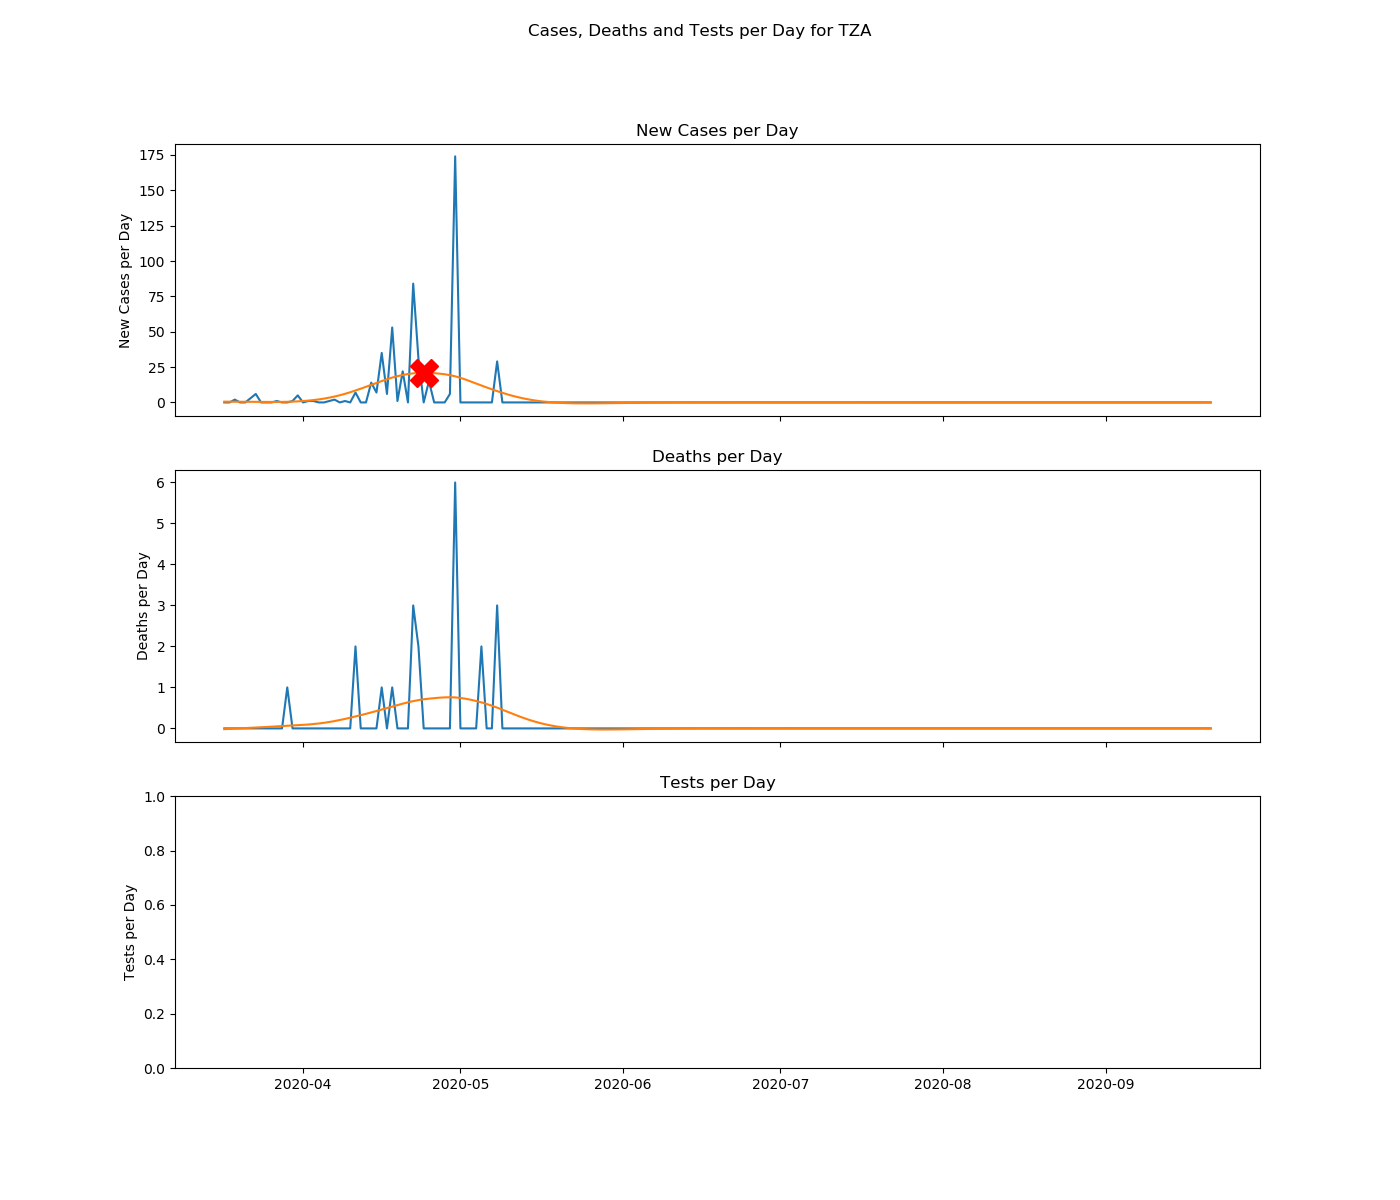 Cases, Deaths and Tests per Day for TZA
New Cases per Day
New Cases per Day
175
150
125
100
75
50
25
0
Deaths per Day
Deaths per Day
6
5
4
3
2
1
0
Tests per Day
Tests per Day
1.0
0.8
0.6
0.4
0.2
0.0
2020-04 2020-05 2020-06 2020-07 2020-08 2020-09